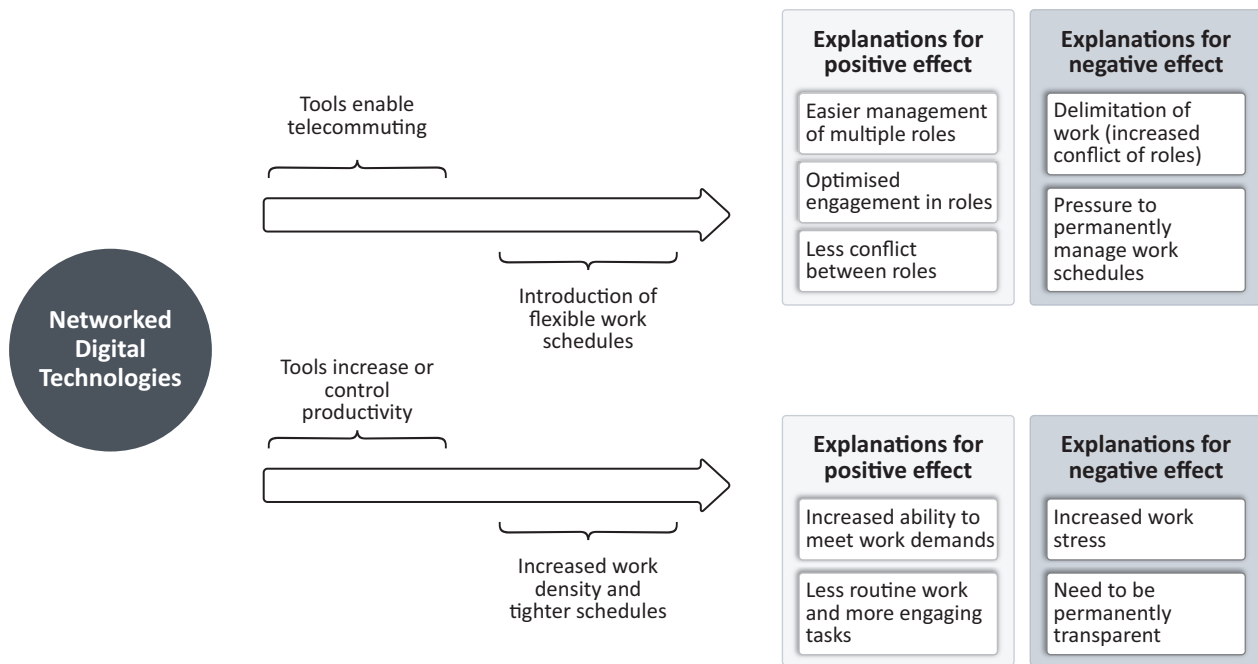 Networked
Digital
Technologies
Tools enable
telecommuting
Introduction of
flexible work
schedules
Explanations for
positive effect
Easier management
of multiple roles
Optimised
engagement in roles
Less conflict
between roles
Explanations for
negative effect
Delimitation of
work (increased
conflict of roles)
Pressure to
permanently
manage work
schedules
Tools increase or
control
productivity
Increased work
density and
tighter schedules
Explanations for
positive effect
Increased ability to
meet work demands
Less routine work
and more engaging
tasks
Explanations for
negative effect
Increased work
stress
Need to be
permanently
transparent